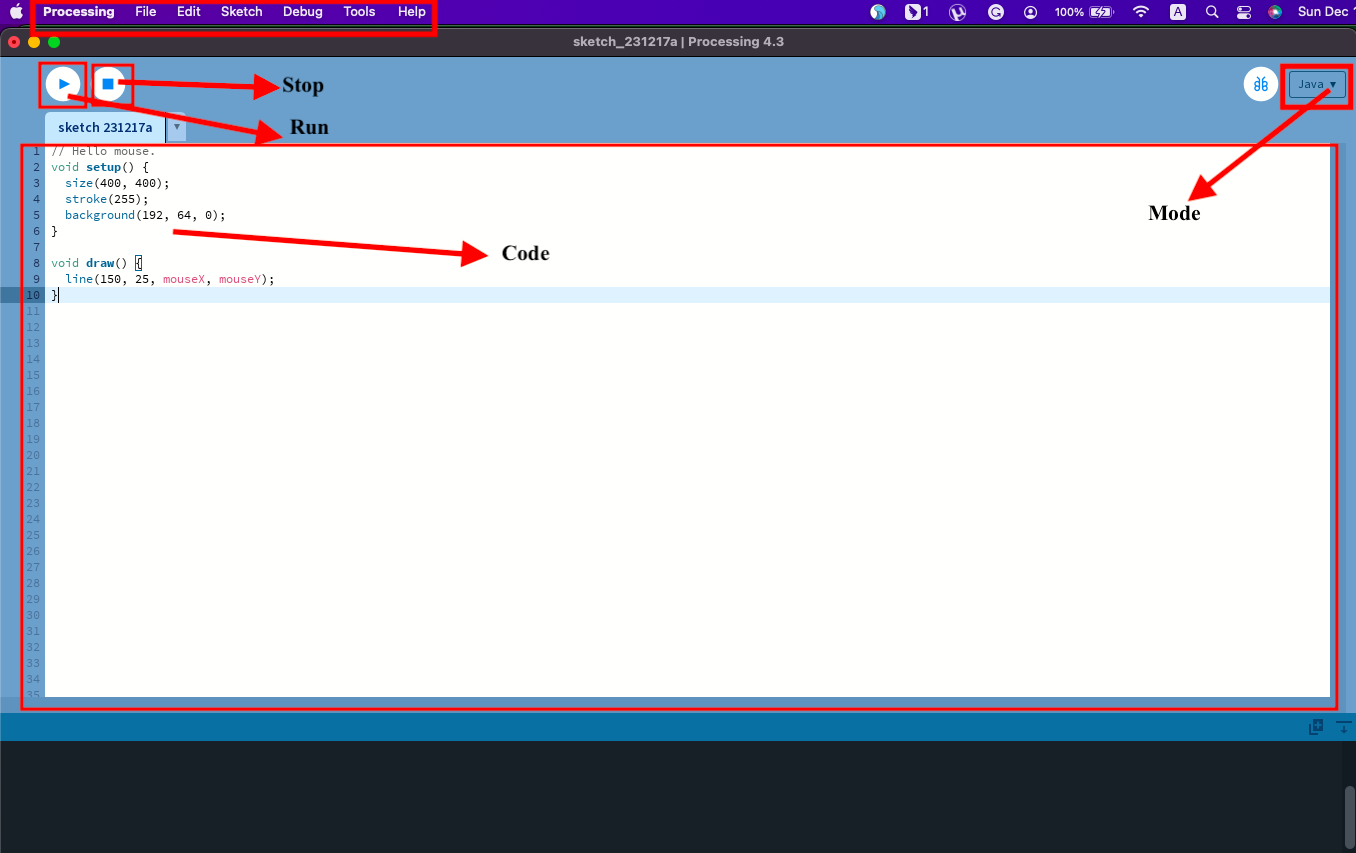 Processing File Edit Sketch Debug Tools Help 1 100% A Sun Dec
sketch_231217a | Processing 4.3
Stop
Java ▾
Run
sketch 231217a ▾
1 // Hello mouse.
2 void setup() {
3   size(400, 400);
4   stroke(255);
5   background(192, 64, 0);
6 }
Mode
7
Code
8 void draw() {
9   line(150, 25, mouseX, mouseY);
10 }
11
12
13
14
15
16
17
18
19
20
21
22
23
24
25
26
27
28
29
30
31
32
33
34
35